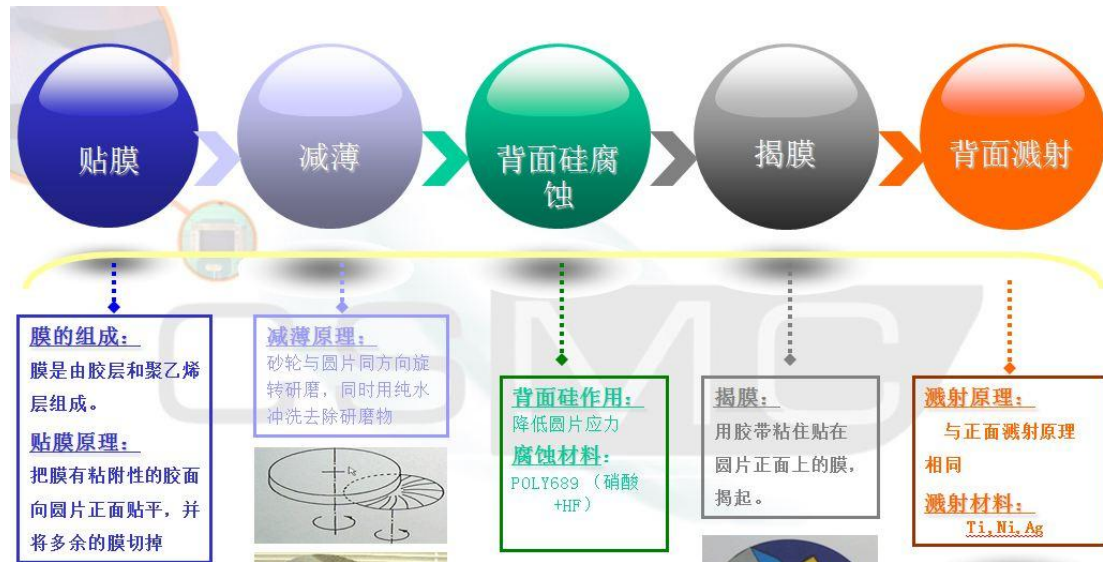 贴膜
减薄
背面硅腐
蚀
揭膜
背面溅射
膜的组成：
膜是由胶层和聚乙烯
层组成。
贴膜原理：
把膜有粘附性的胶面
向圆片正面贴平，并
将多余的膜切掉
减薄原理：
砂轮与圆片同方向旋
转研磨，同时用纯水
冲洗去除研磨物
背面硅作用：
降低圆片应力
腐蚀材料：
POLY689（硝酸
+HF）
揭膜：
用胶带粘住贴在
圆片正面上的膜，
揭起。
溅射原理：
与正面溅射原理
相同
溅射材料：
Ti,Ni,Ag
CSMC